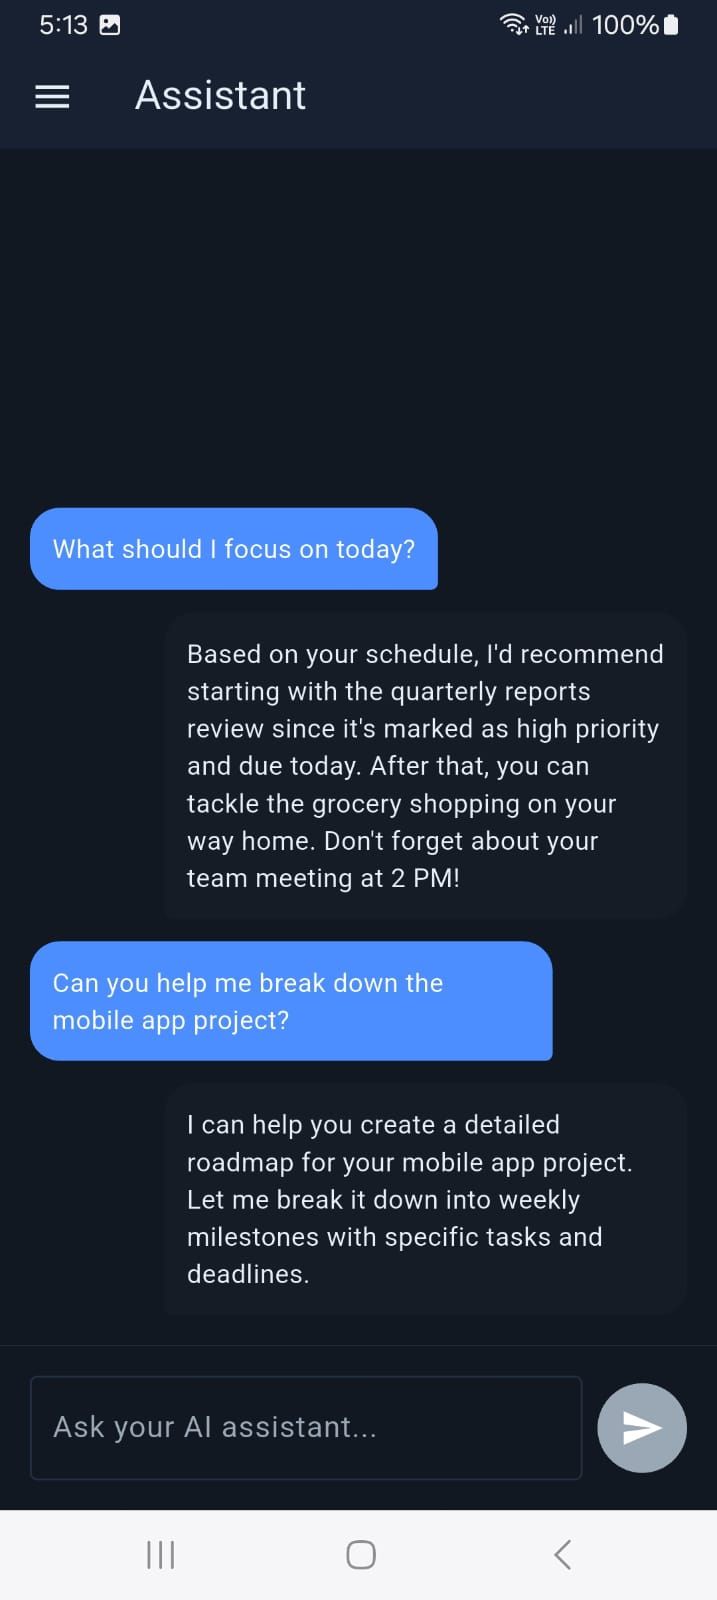 5:13 Vo)) LTE 100%
Assistant
What should I focus on today?
Based on your schedule, I'd recommend
starting with the quarterly reports
review since it's marked as high priority
and due today. After that, you can
tackle the grocery shopping on your
way home. Don't forget about your
team meeting at 2 PM!
Can you help me break down the
mobile app project?
I can help you create a detailed
roadmap for your mobile app project.
Let me break it down into weekly
milestones with specific tasks and
deadlines.
Ask your AI assistant...